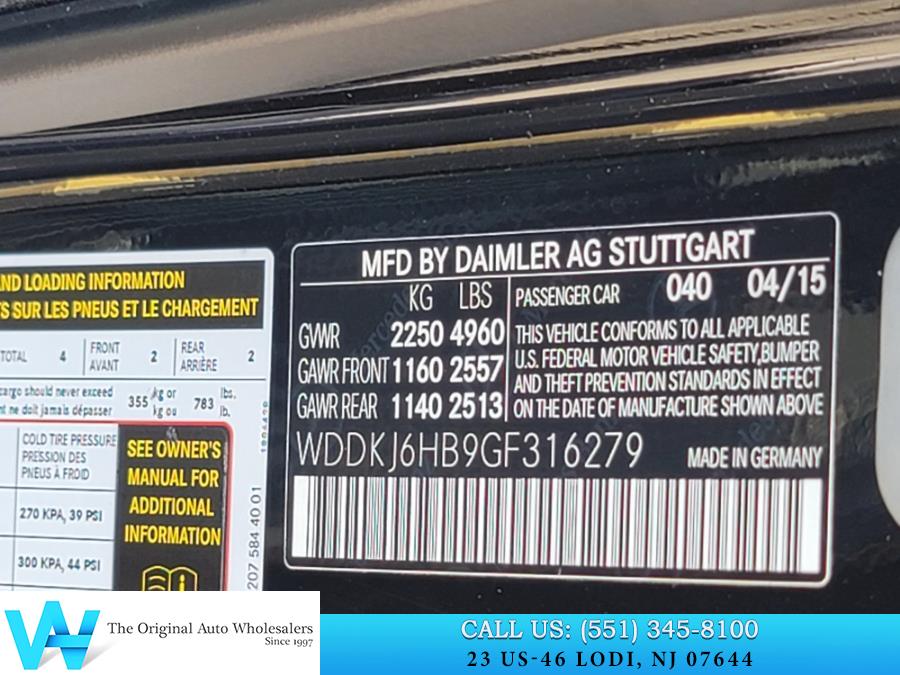 MFD BY DAIMLER AG STUTTGART
KG LBS
GVWR 2250 4960
GAWR FRONT 1160 2557
GAWR REAR 1140 2513
PASSENGER CAR 040 04/15
THIS VEHICLE CONFORMS TO ALL APPLICABLE
U.S. FEDERAL MOTOR VEHICLE SAFETY, BUMPER
AND THEFT PREVENTION STANDARDS IN EFFECT
ON THE DATE OF MANUFACTURE SHOWN ABOVE
WDDKJ6HB9GF316279 MADE IN GERMANY
AND LOADING INFORMATION
SUR LES PNEUS ET LE CHARGEMENT
TOTAL 4 FRONT AVANT 2 REAR ARRIÈRE 2
cargo should never exceed 355 kg or 783 lbs.
ne doit jamais dépasser kg ou lb.
COLD TIRE PRESSURE
PRESSION DES
PNEUS À FROID
270 KPA, 39 PSI
300 KPA, 44 PSI
SEE OWNER'S
MANUAL FOR
ADDITIONAL
INFORMATION
207 584 40 01
The Original Auto Wholesalers
Since 1997
CALL US: (551) 345-8100
23 US-46 LODI, NJ 07644